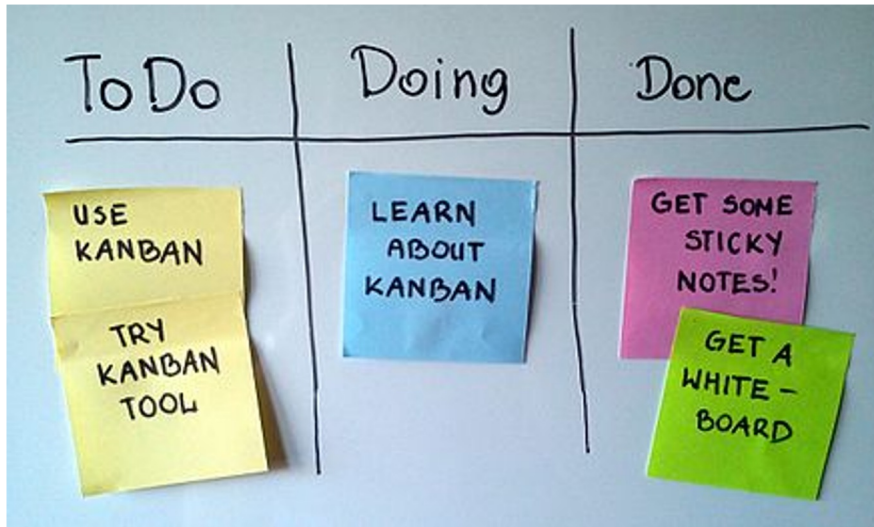 To Do
Doing
Done
USE
KANBAN
TRY
KANBAN
TOOL
LEARN
ABOUT
KANBAN
GET SOME
STICKY
NOTES!
GET A
WHITE-
BOARD